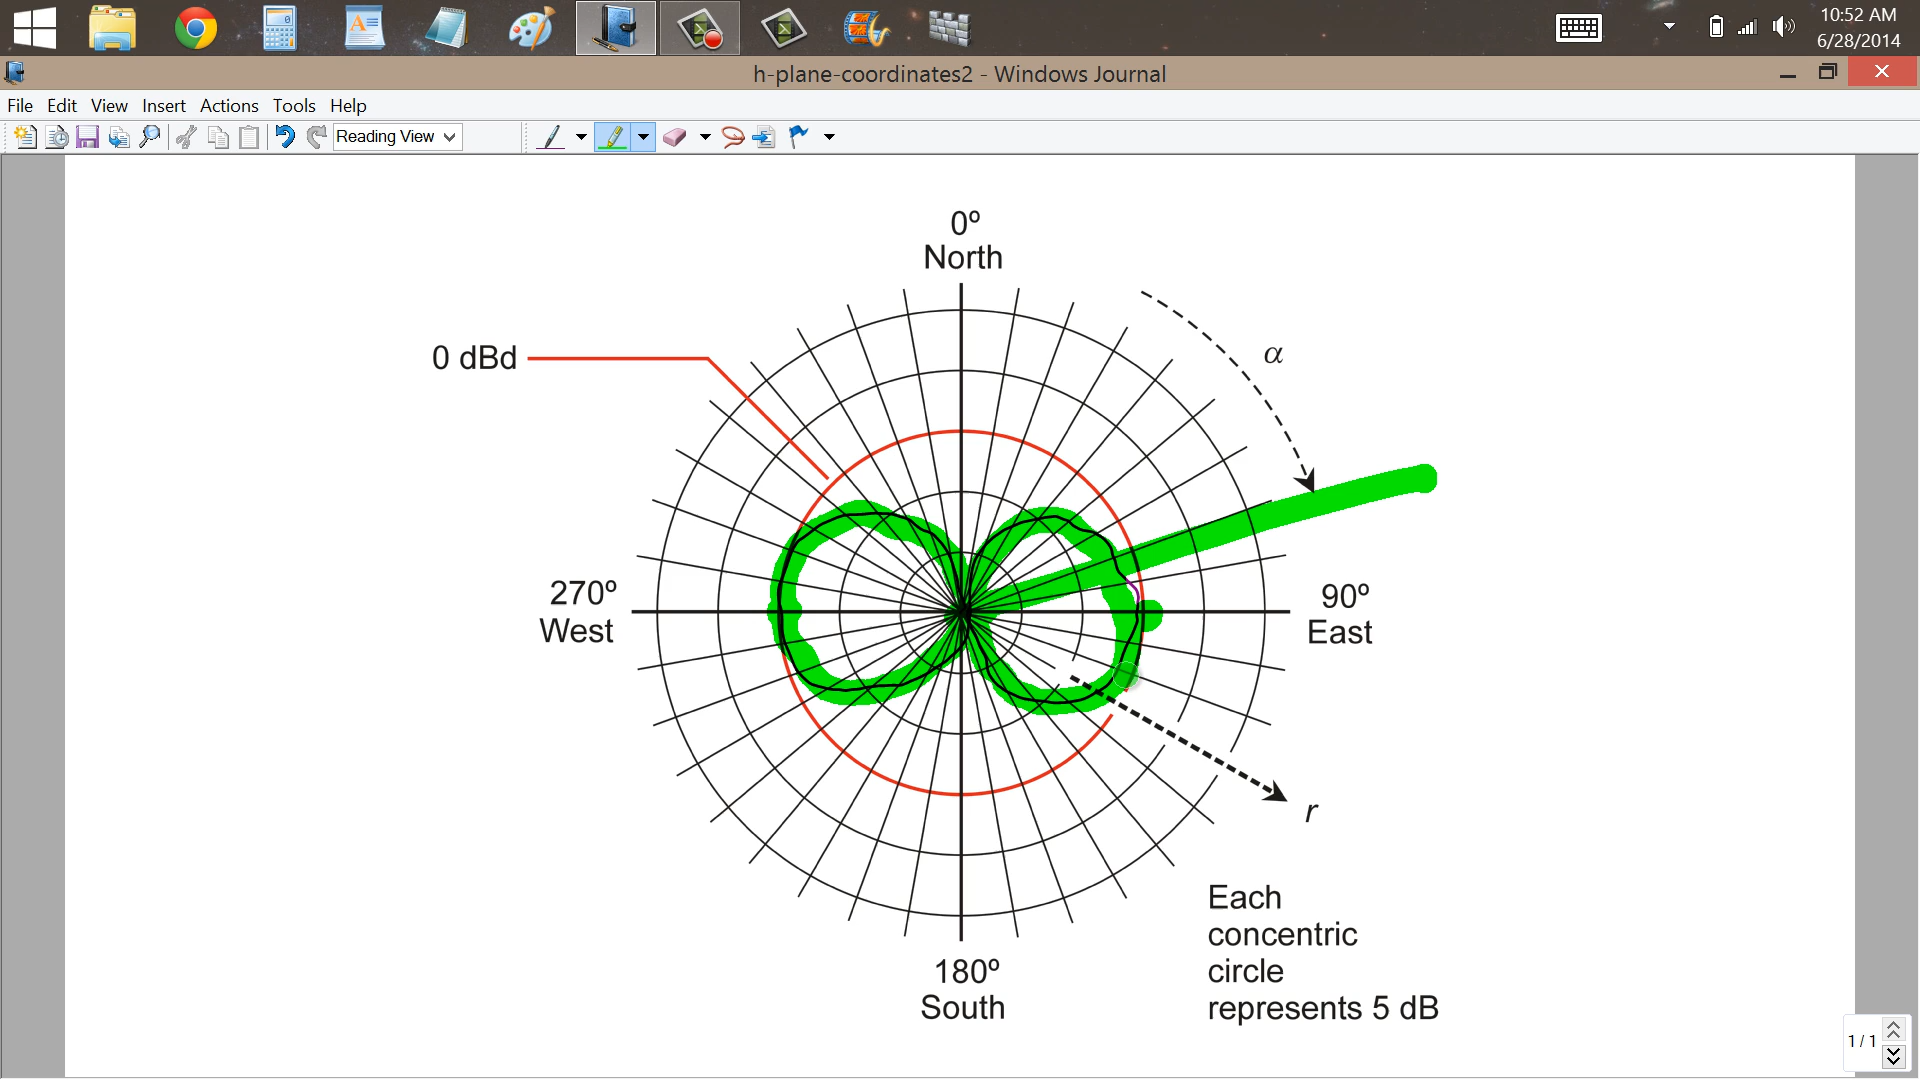 10:52 AM
6/28/2014
h-plane-coordinates2 - Windows Journal
File Edit View Insert Actions Tools Help
Reading View
0º
North
0 dBd
α
270º
West
90º
East
r
180º
South
Each
concentric
circle
represents 5 dB
1 / 1